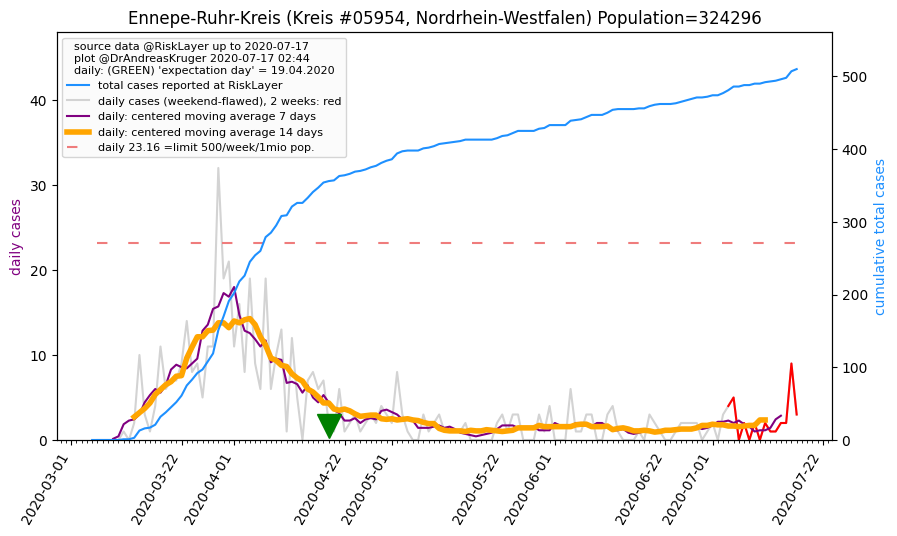 Ennepe-Ruhr-Kreis (Kreis #05954, Nordrhein-Westfalen) Population=324296
source data @RiskLayer up to 2020-07-17
plot @DrAndreasKruger 2020-07-17 02:44
daily: (GREEN) 'expectation day' = 19.04.2020
total cases reported at RiskLayer
daily cases (weekend-flawed), 2 weeks: red
daily: centered moving average 7 days
daily: centered moving average 14 days
daily 23.16 =limit 500/week/1mio pop.
daily cases
40
30
20
10
0
cumulative total cases
500
400
300
200
100
0
2020-03-01
2020-03-22
2020-04-01
2020-04-22
2020-05-01
2020-05-22
2020-06-01
2020-06-22
2020-07-01
2020-07-22